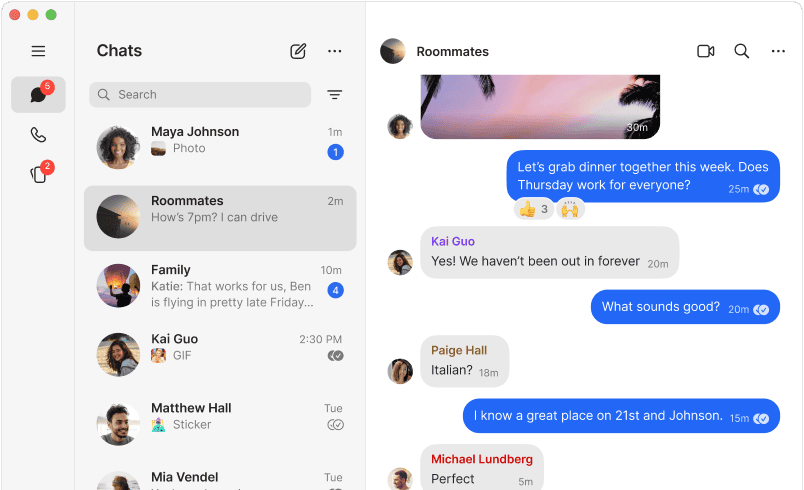 5
2
Chats
Search
Maya Johnson 1m
Photo 1
Roommates 2m
How's 7pm? I can drive
Family 10m
Katie: That works for us, Ben 4
is flying in pretty late Friday...
Kai Guo 2:30 PM
GIF
Matthew Hall Tue
Sticker
Mia Vendel Tue
Roommates
30m
Let's grab dinner together this week. Does
Thursday work for everyone? 25m
3
Kai Guo
Yes! We haven't been out in forever 20m
What sounds good? 20m
Paige Hall
Italian? 18m
I know a great place on 21st and Johnson. 15m
Michael Lundberg
Perfect 5m